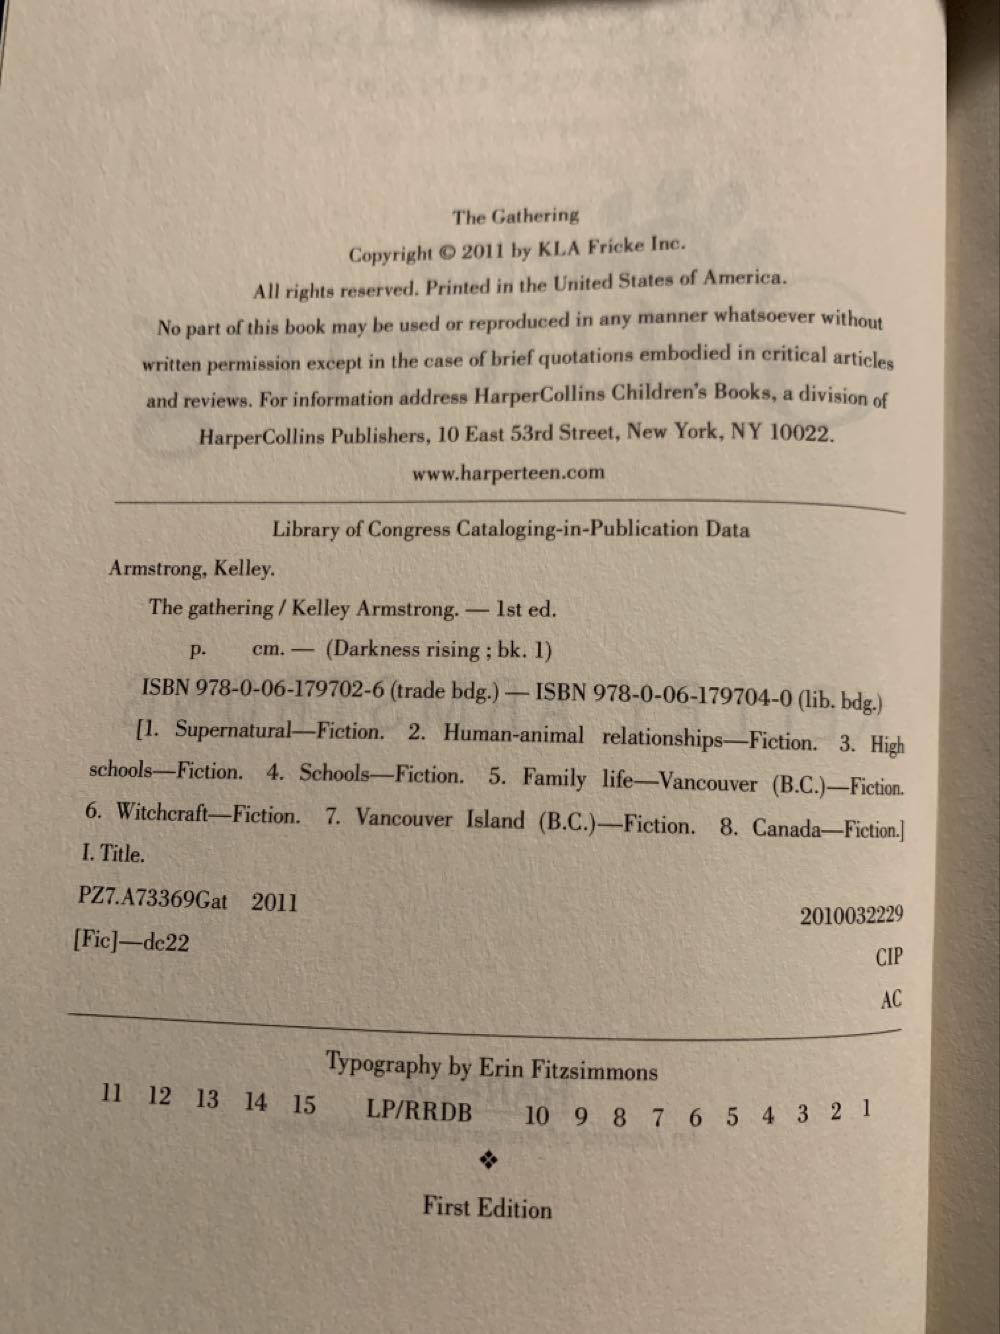 The Gathering
Copyright © 2011 by KLA Fricke Inc.
All rights reserved. Printed in the United States of America.
No part of this book may be used or reproduced in any manner whatsoever without
written permission except in the case of brief quotations embodied in critical articles
and reviews. For information address HarperCollins Children's Books, a division of
HarperCollins Publishers, 10 East 53rd Street, New York, NY 10022.
www.harperteen.com
Library of Congress Cataloging-in-Publication Data
Armstrong, Kelley.
The gathering / Kelley Armstrong. — 1st ed.
p. cm. — (Darkness rising ; bk. 1)
ISBN 978-0-06-179702-6 (trade bdg.) — ISBN 978-0-06-179704-0 (lib. bdg.)
[1. Supernatural—Fiction. 2. Human-animal relationships—Fiction. 3. High
schools—Fiction. 4. Schools—Fiction. 5. Family life—Vancouver (B.C.)—Fiction.
6. Witchcraft—Fiction. 7. Vancouver Island (B.C.)—Fiction. 8. Canada—Fiction.]
I. Title.
PZ7.A73369Gat 2011 2010032229
[Fic]—dc22 CIP
AC
Typography by Erin Fitzsimmons
11 12 13 14 15 LP/RRDB 10 9 8 7 6 5 4 3 2 1
❖
First Edition